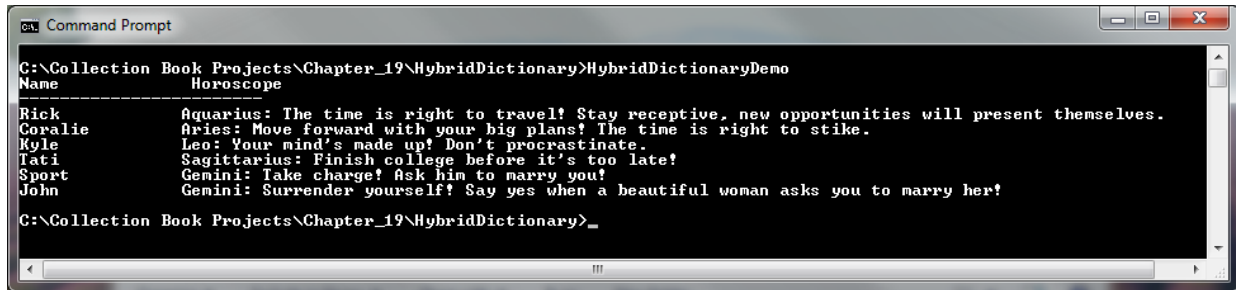 Command Prompt
C:\Collection Book Projects\Chapter_19\HybridDictionary>HybridDictionaryDemo
Name Horoscope
-------------------------
Rick Aquarius: The time is right to travel! Stay receptive, new opportunities will present themselves.
Coralie Aries: Move forward with your big plans! The time is right to stike.
Kyle Leo: Your mind's made up! Don't procrastinate.
Tati Sagittarius: Finish college before it's too late!
Sport Gemini: Take charge! Ask him to marry you!
John Gemini: Surrender yourself! Say yes when a beautiful woman asks you to marry her!
C:\Collection Book Projects\Chapter_19\HybridDictionary>_